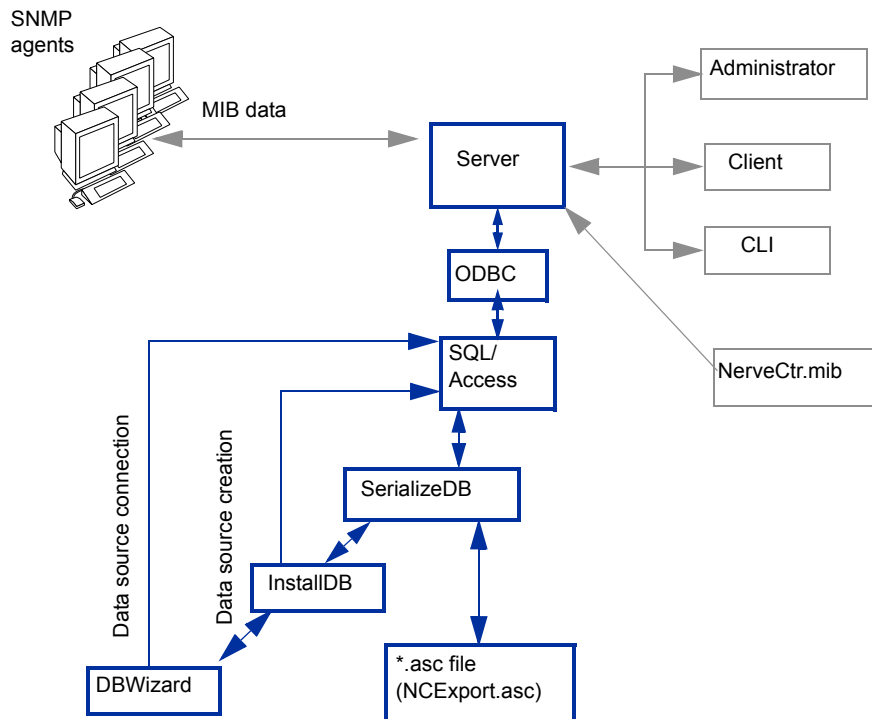 SNMP
agents
MIB data
Administrator
Server
Client
CLI
ODBC
SQL/
Access
NerveCtr.mib
Data source connection
Data source creation
SerializeDB
InstallDB
DBWizard
*.asc file
(NCExport.asc)